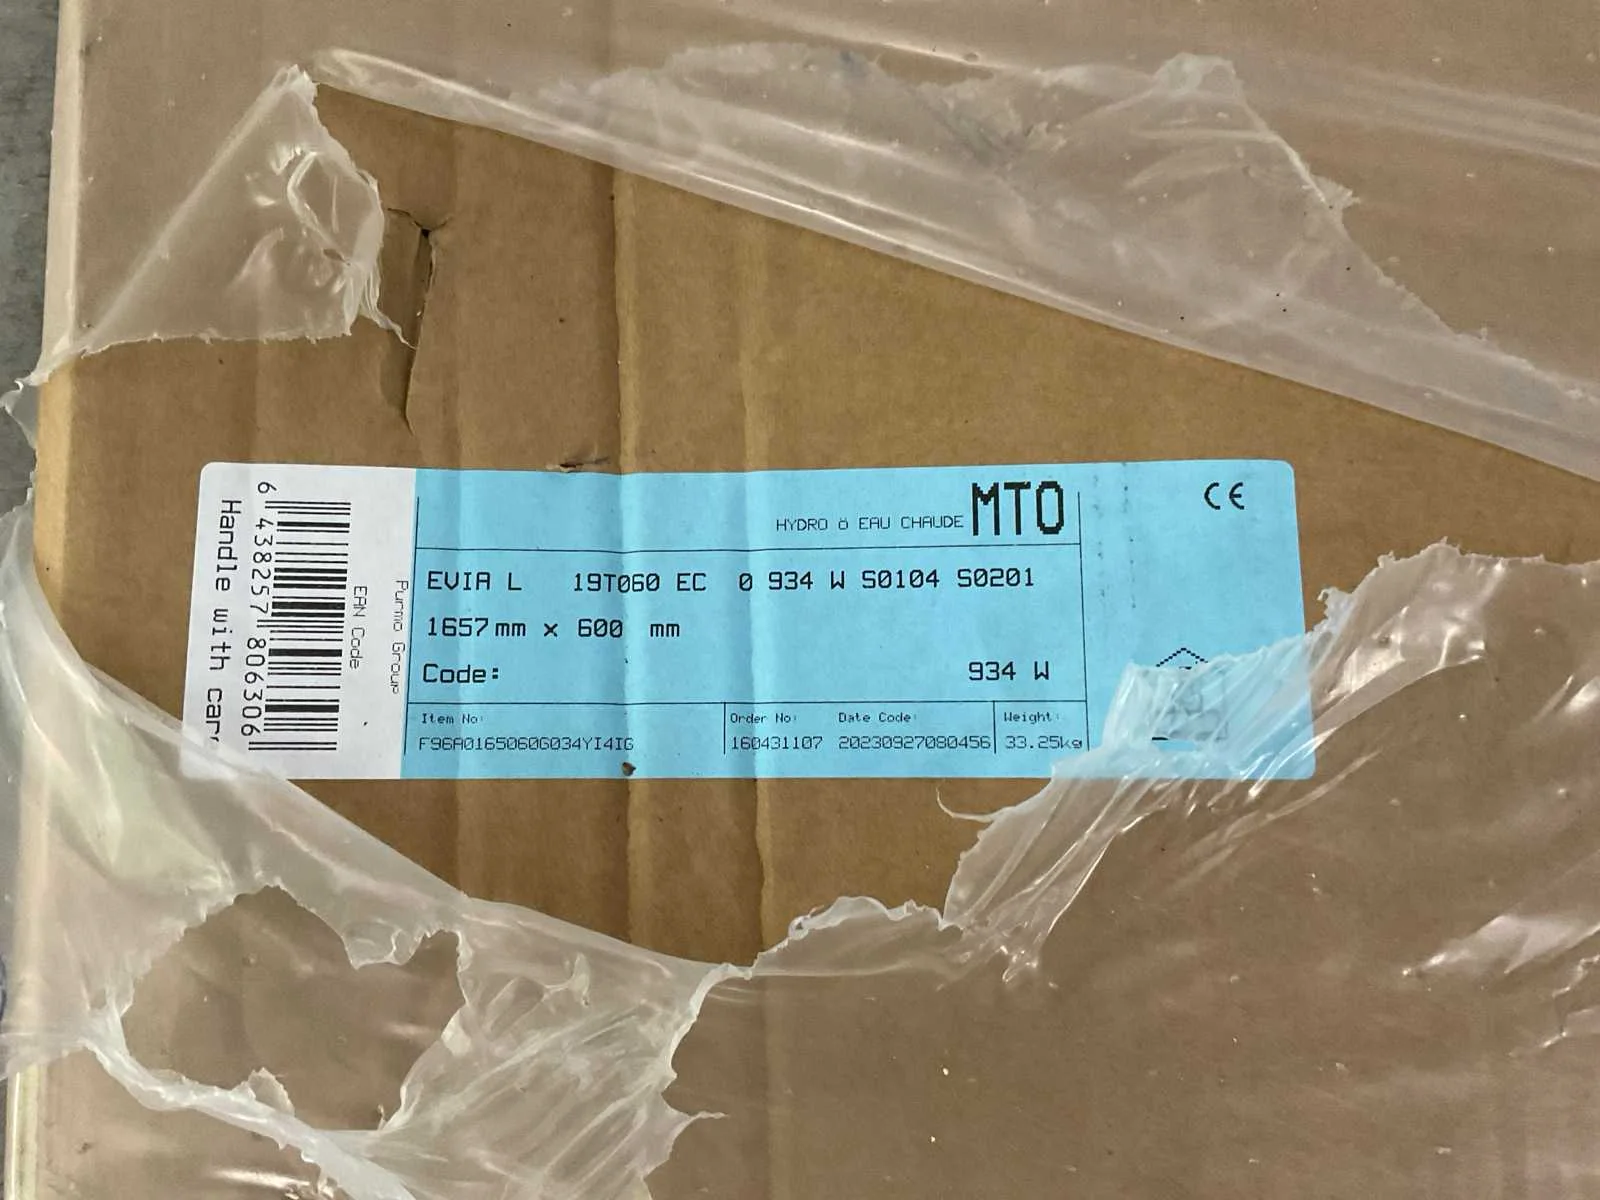 HYDRO ö EAU CHAUDE MTO
CE
EVIA L 19T060 EC 0 934 W S0104 S0201
1657 mm x 600 mm
Code: 934 W
Item No: Order No: Date Code: Weight:
F96A016506060034YI4IG 160431107 20230927080456 33.25kg
Purmo Group
EAN Code
6 438257 806306
Handle with care